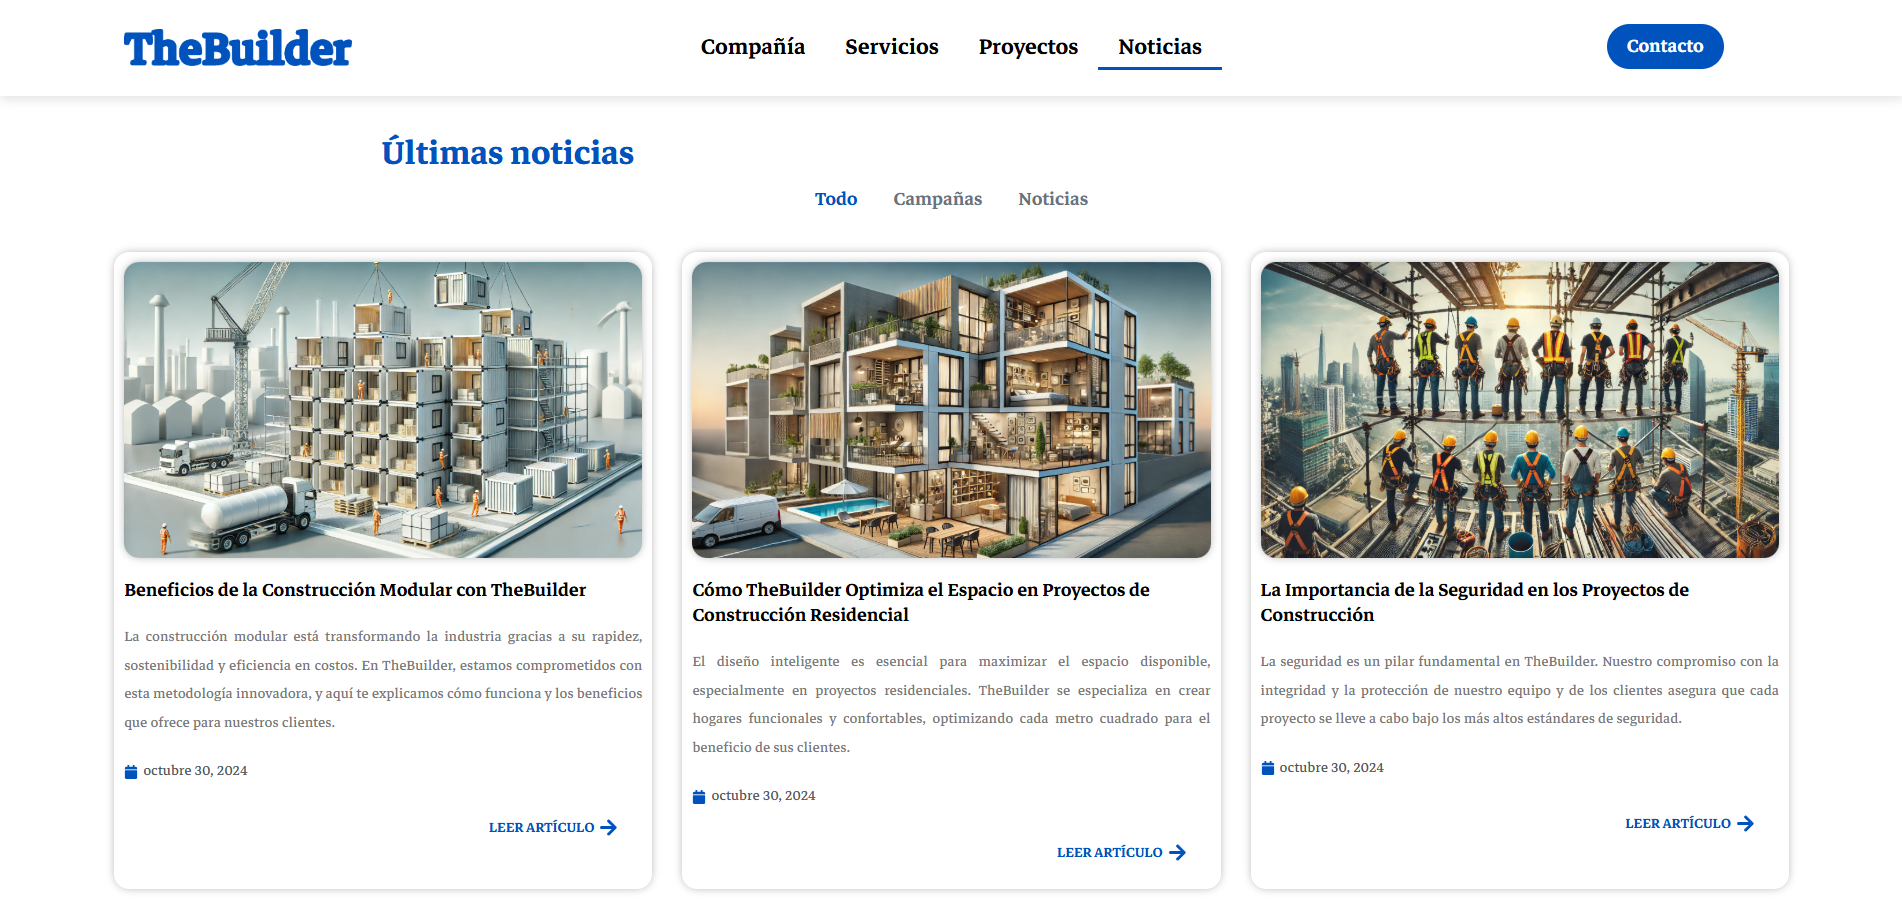 TheBuilder
Compañía Servicios Proyectos Noticias
Contacto
Últimas noticias
Todo Campañas Noticias
Beneficios de la Construcción Modular con TheBuilder
La construcción modular está transformando la industria gracias a su rapidez,
sostenibilidad y eficiencia en costos. En TheBuilder, estamos comprometidos con
esta metodología innovadora, y aquí te explicamos cómo funciona y los beneficios
que ofrece para nuestros clientes.
octubre 30, 2024
LEER ARTÍCULO
Cómo TheBuilder Optimiza el Espacio en Proyectos de
Construcción Residencial
El diseño inteligente es esencial para maximizar el espacio disponible,
especialmente en proyectos residenciales. TheBuilder se especializa en crear
hogares funcionales y confortables, optimizando cada metro cuadrado para el
beneficio de sus clientes.
octubre 30, 2024
LEER ARTÍCULO
La Importancia de la Seguridad en los Proyectos de
Construcción
La seguridad es un pilar fundamental en TheBuilder. Nuestro compromiso con la
integridad y la protección de nuestro equipo y de los clientes asegura que cada
proyecto se lleve a cabo bajo los más altos estándares de seguridad.
octubre 30, 2024
LEER ARTÍCULO